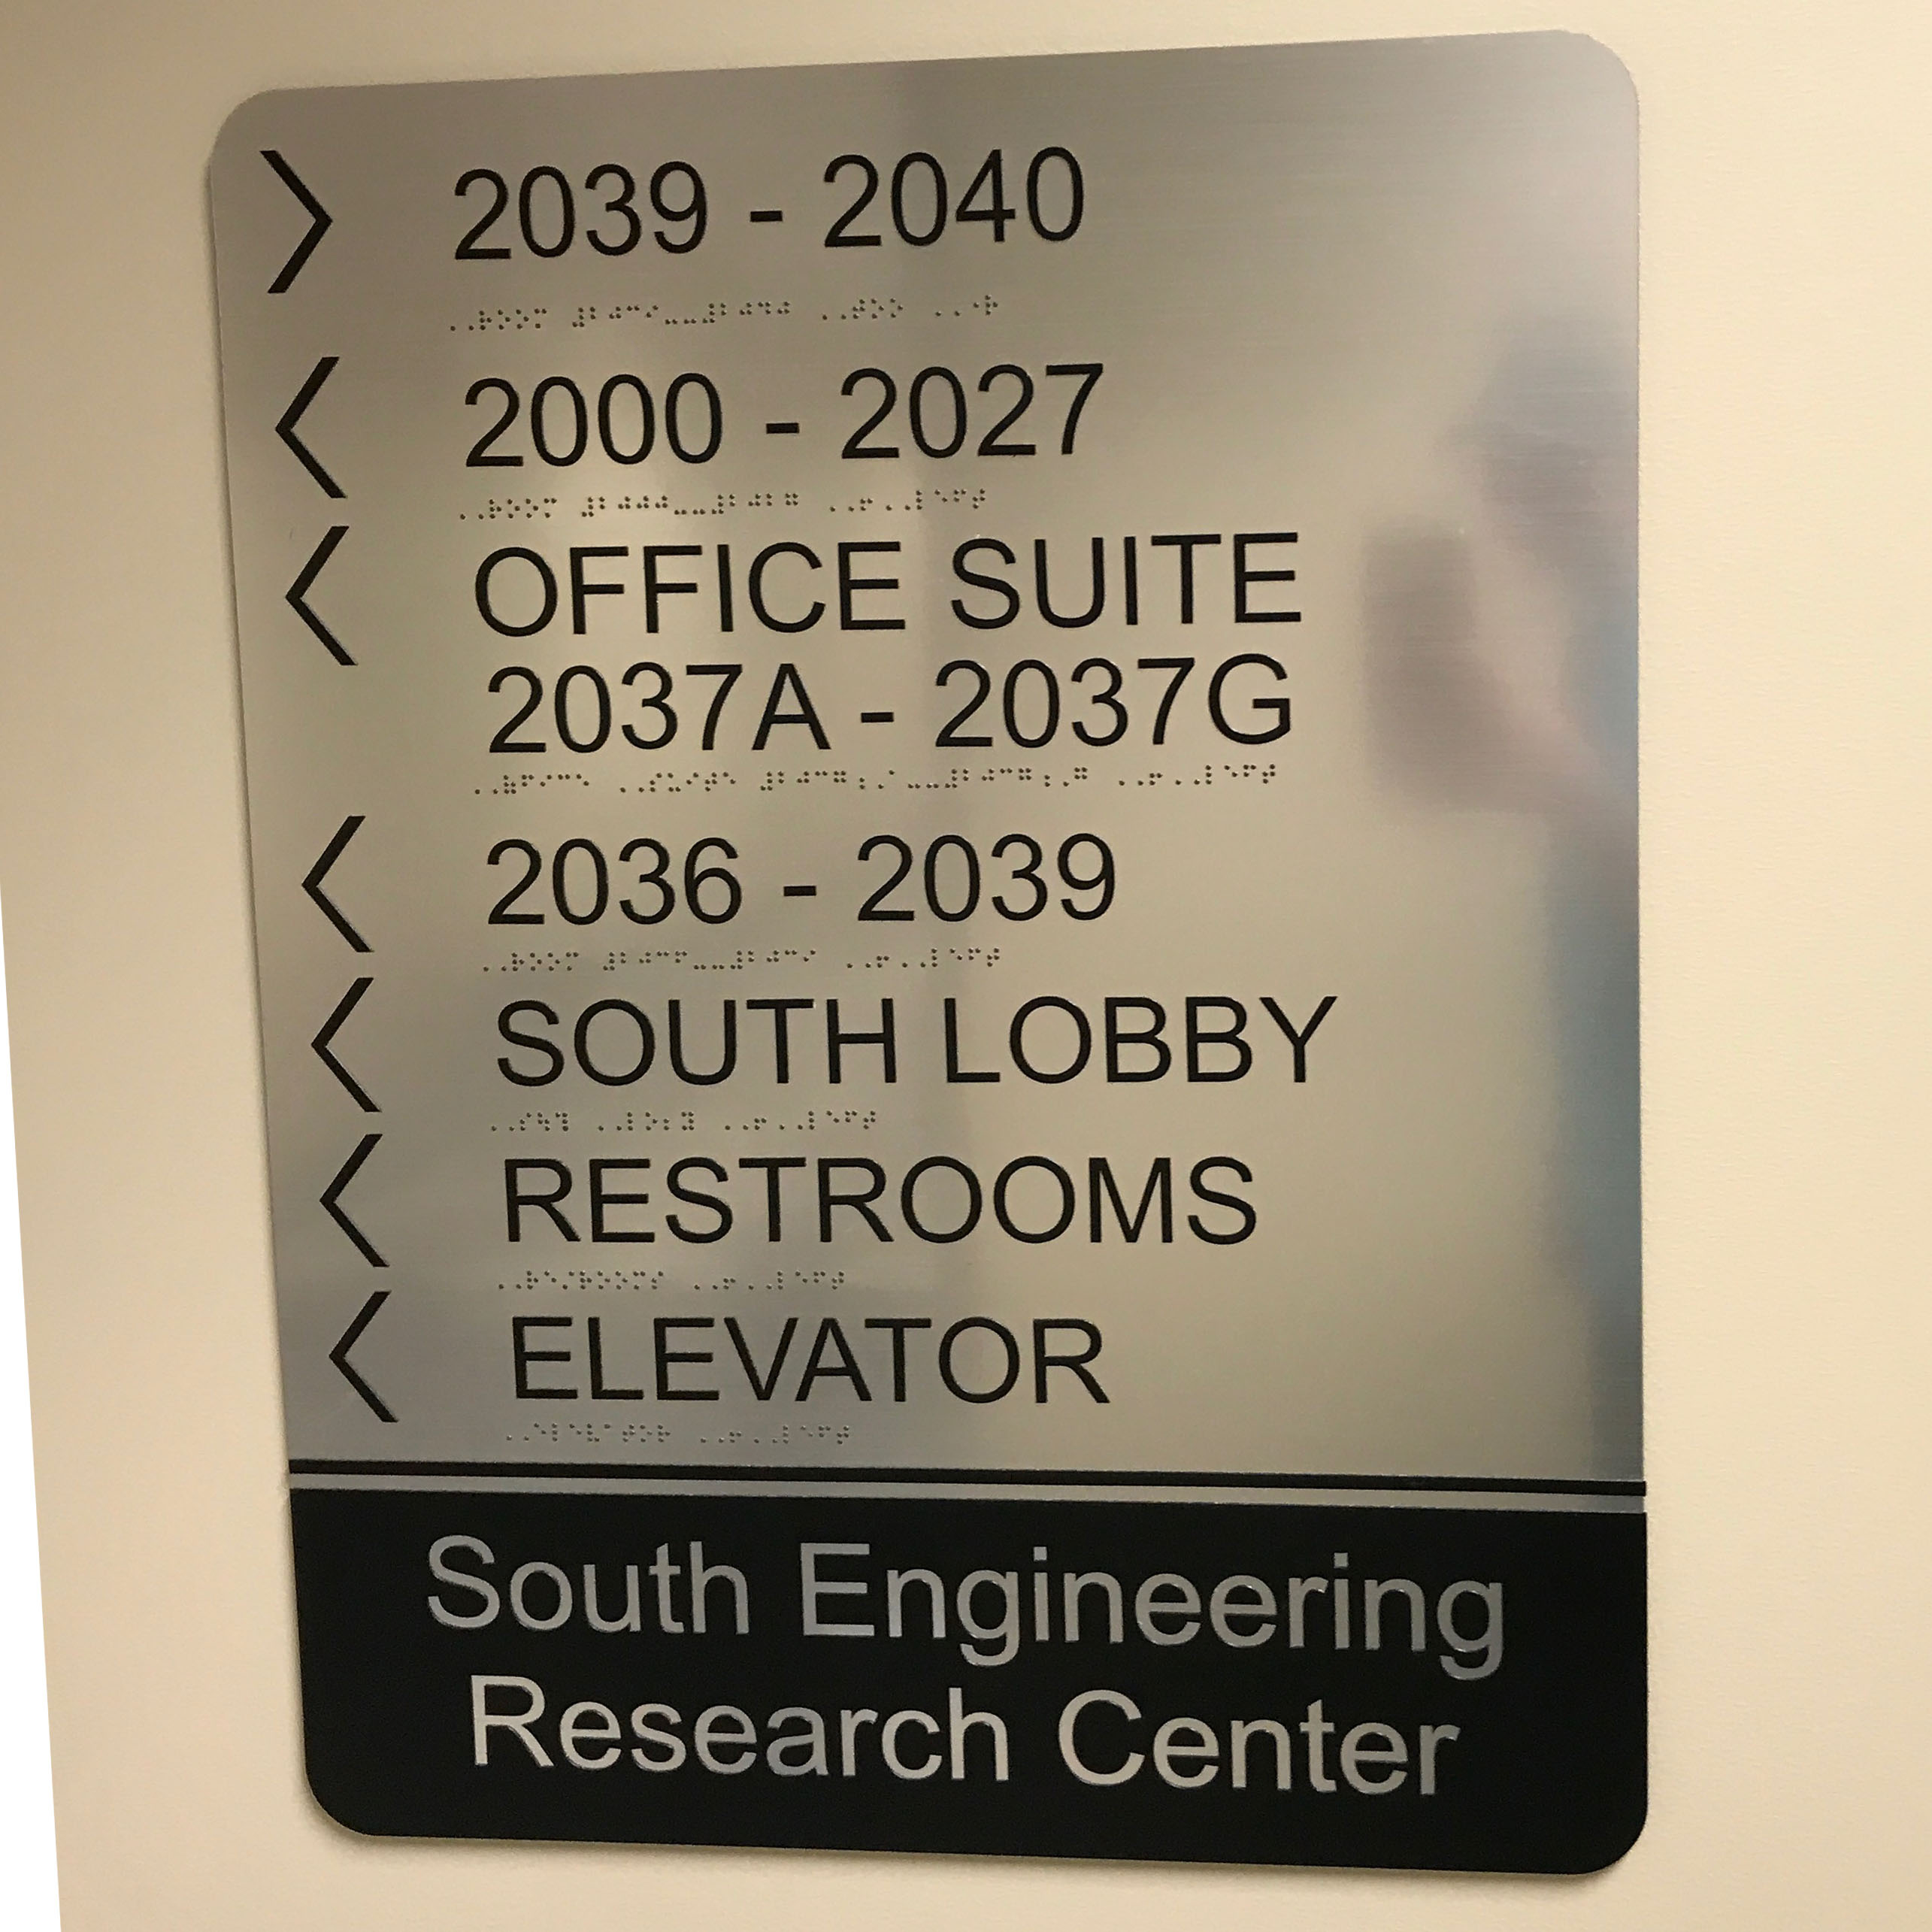 2039 - 2040
2000 - 2027
OFFICE SUITE
2037A - 2037G
2036 - 2039
SOUTH LOBBY
RESTROOMS
ELEVATOR
South Engineering
Research Center